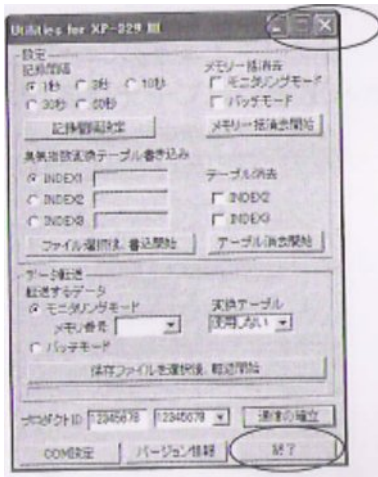 Utilities for XP-329 III
設定
記録間隔
1秒 3秒 10秒
30秒 60秒
記録間隔設定
メモリ一括消去
モニタリングモード
バッチモード
メモリ一括消去開始
臭気指数変換テーブル書き込み
INDEX1
INDEX2
INDEX3
ファイル選択後、書込開始
テーブル消去
INDEX2
INDEX3
テーブル消去開始
データ転送
転送するデータ
モニタリングモード
メモリ番号
バッチモード
変換テーブル
使用しない
保存ファイルを選択後、転送開始
プロダクトID 12345678 12345678 通信の確立
COM設定 バージョン情報 終了